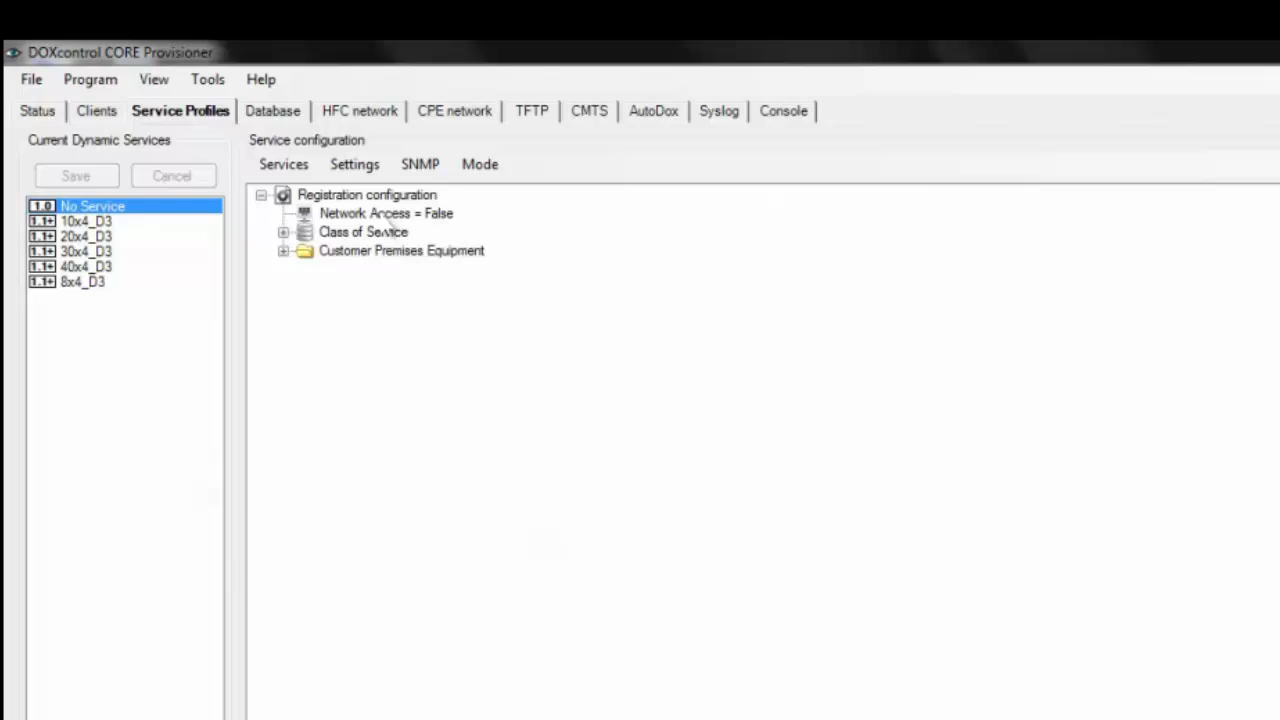 DOXcontrol CORE Provisioner
File Program View Tools Help
Status Clients Service Profiles Database HFC network CPE network TFTP CMTS AutoDox Syslog Console
Current Dynamic Services
Save Cancel
1.0 No Service
1.1+ 10x4_D3
1.1+ 20x4_D3
1.1+ 30x4_D3
1.1+ 40x4_D3
1.1+ 8x4_D3
Service configuration
Services Settings SNMP Mode
Registration configuration
Network Access = False
Class of Service
Customer Premises Equipment